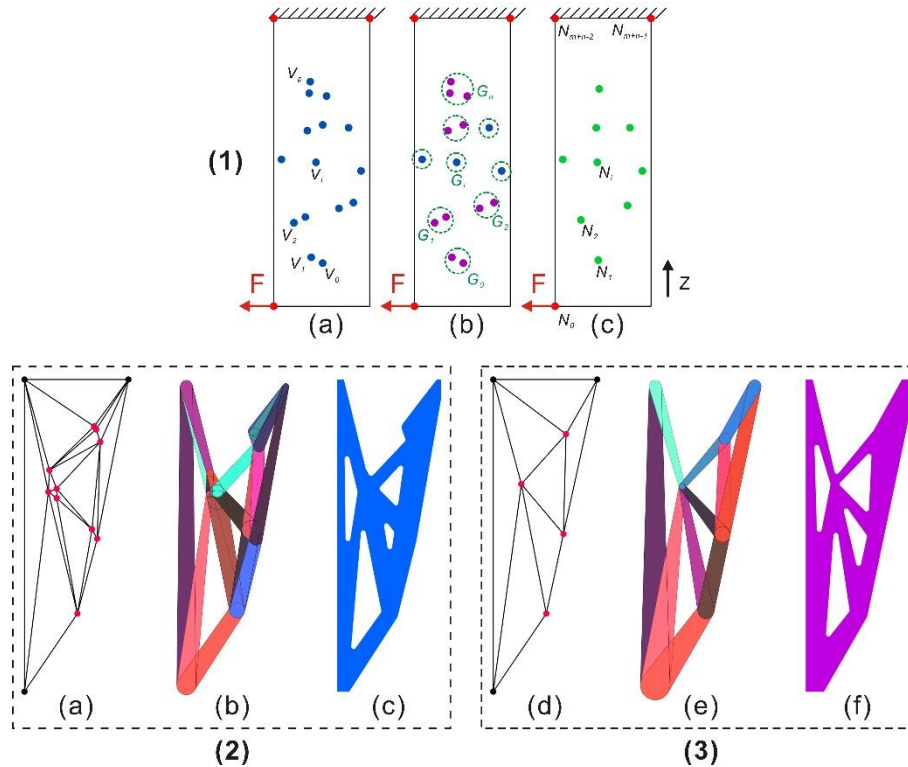 V_e
V_i
V_2
V_1
V_0
F
(a)
G_n
G_i
G_2
G_1
G_0
F
(b)
N_{m+n-2} N_{m+n-1}
N_i
N_2
N_1
N_0
F
Z
(c)
(1)
(a) (b) (c)
(2)
(d) (e) (f)
(3)